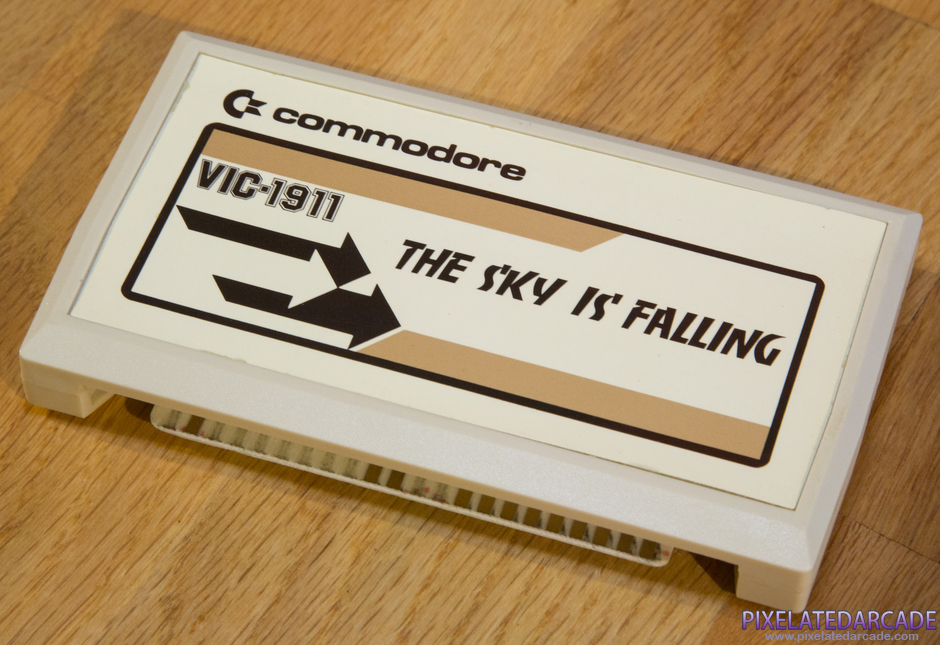 commodore
VIC-1911
THE SKY IS FALLING
PIXELATEDARCADE
www.pixelatedarcade.com